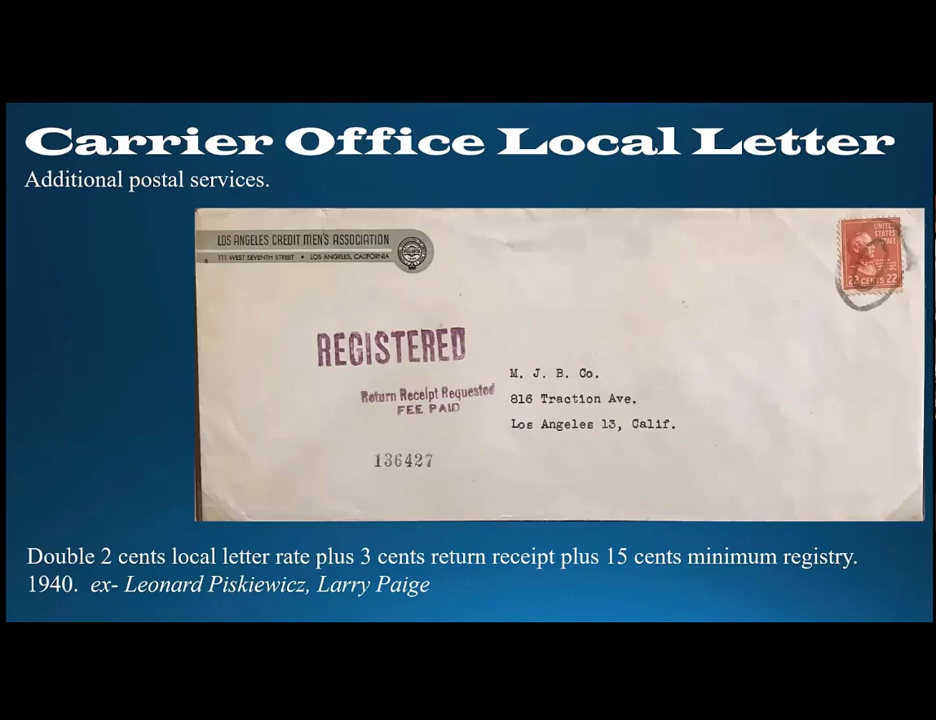 Carrier Office Local Letter
Additional postal services.
LOS ANGELES CREDIT MEN'S ASSOCIATION
111 WEST SEVENTH STREET • LOS ANGELES, CALIFORNIA
UNITED
STATES
22 CENTS 22
REGISTERED
Return Receipt Requested
FEE PAID
M. J. B. Co.
816 Traction Ave.
Los Angeles 13, Calif.
136427
Double 2 cents local letter rate plus 3 cents return receipt plus 15 cents minimum registry.
1940. ex- Leonard Piskiewicz, Larry Paige